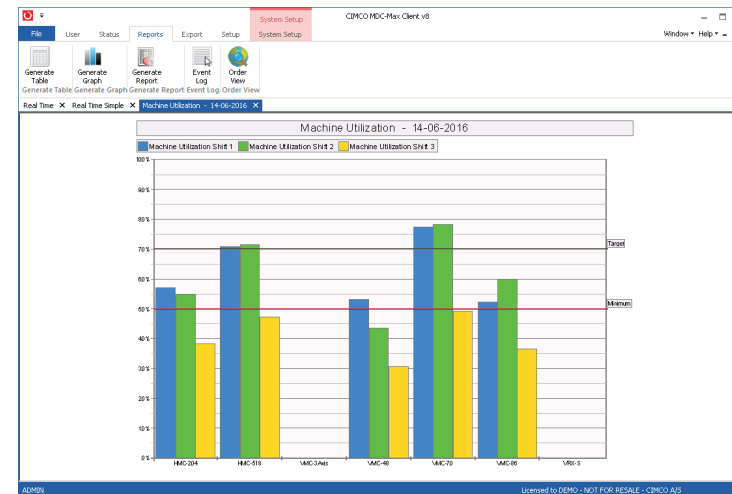 System Setup
CIMCO MDC-Max Client v8
File User Status Reports Export Setup System Setup Window Help
Generate Table Generate Graph Generate Report Event Log Order View
Generate Table Generate Graph Generate Report Event Log Order View
Real Time X Real Time Simple X Machine Utilization - 14-06-2016 X
Machine Utilization - 14-06-2016
Machine Utilization Shift 1 Machine Utilization Shift 2 Machine Utilization Shift 3
100%
90%
80%
70% Target
60%
50% Minimum
40%
30%
20%
10%
0%
HMC-204 HMC-518 VMC-3Axis VMC-48 VMC-70 VMC-86 VRX-S
ADMIN Licensed to DEMO - NOT FOR RESALE - CIMCO A/S